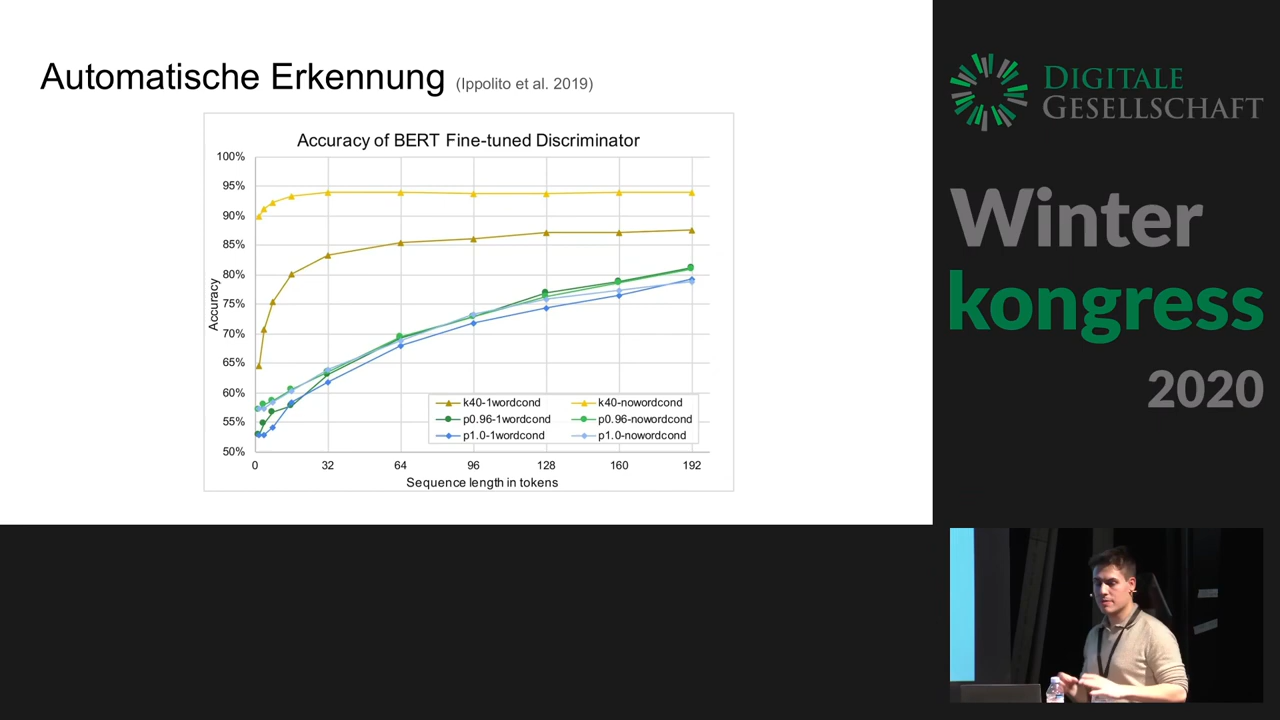 Automatische Erkennung (Ippolito et al. 2019)
Accuracy of BERT Fine-tuned Discriminator
100%
95%
90%
85%
80%
75%
70%
65%
60%
55%
50%
Accuracy
0 32 64 96 128 160 192
Sequence length in tokens
k40-1wordcond k40-nowordcond
p0.96-1wordcond p0.96-nowordcond
p1.0-1wordcond p1.0-nowordcond
DIGITALE
GESELLSCHAFT
Winter
kongress
2020